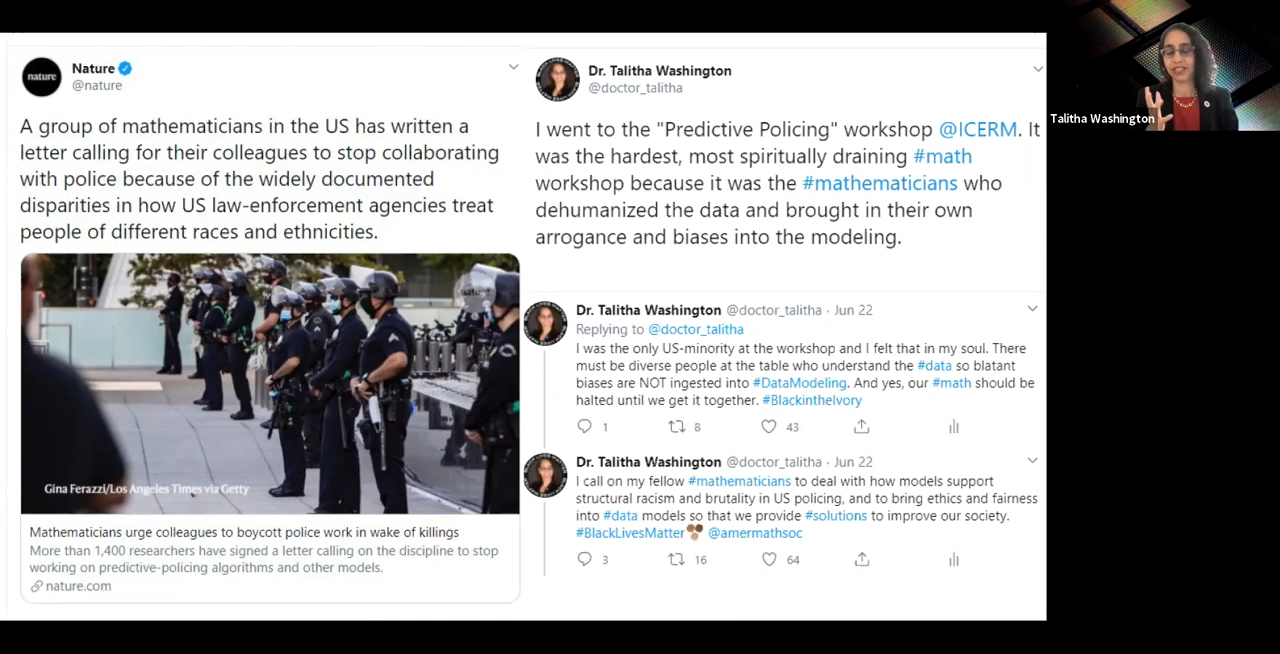 nature
Nature
@nature
A group of mathematicians in the US has written a
letter calling for their colleagues to stop collaborating
with police because of the widely documented
disparities in how US law-enforcement agencies treat
people of different races and ethnicities.
nature
Gina Ferazzi/Los Angeles Times via Getty
Mathematicians urge colleagues to boycott police work in wake of killings
More than 1,400 researchers have signed a letter calling on the discipline to stop
working on predictive-policing algorithms and other models.
nature.com
Dr. Talitha Washington
@doctor_talitha
I went to the "Predictive Policing" workshop @ICERM. It
was the hardest, most spiritually draining #math
workshop because it was the #mathematicians who
dehumanized the data and brought in their own
arrogance and biases into the modeling.
Dr. Talitha Washington @doctor_talitha · Jun 22
Replying to @doctor_talitha
I was the only US-minority at the workshop and I felt that in my soul. There
must be diverse people at the table who understand the #data so blatant
biases are NOT ingested into #DataModeling. And yes, our #math should be
halted until we get it together. #BlackintheIvory
1 8 43
Dr. Talitha Washington @doctor_talitha · Jun 22
I call on my fellow #mathematicians to deal with how models support
structural racism and brutality in US policing, and to bring ethics and fairness
into #data models so that we provide #solutions to improve our society.
#BlackLivesMatter @amermathsoc
3 16 64
Talitha Washington